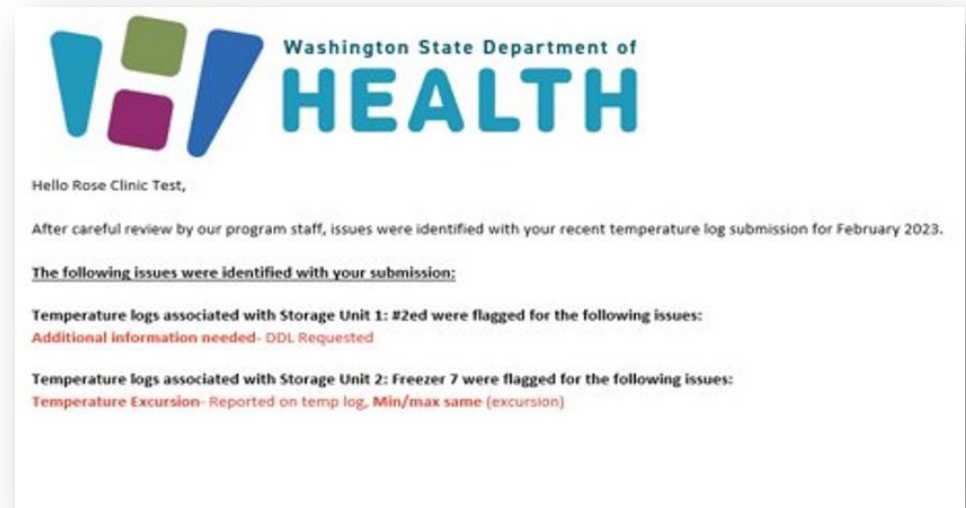 Washington State Department of
HEALTH
Hello Rose Clinic Test,
After careful review by our program staff, issues were identified with your recent temperature log submission for February 2023.
The following issues were identified with your submission:
Temperature logs associated with Storage Unit 1: #2ed were flagged for the following issues:
Additional information needed- DDL Requested
Temperature logs associated with Storage Unit 2: Freezer 7 were flagged for the following issues:
Temperature Excursion- Reported on temp log, Min/max same (excursion)